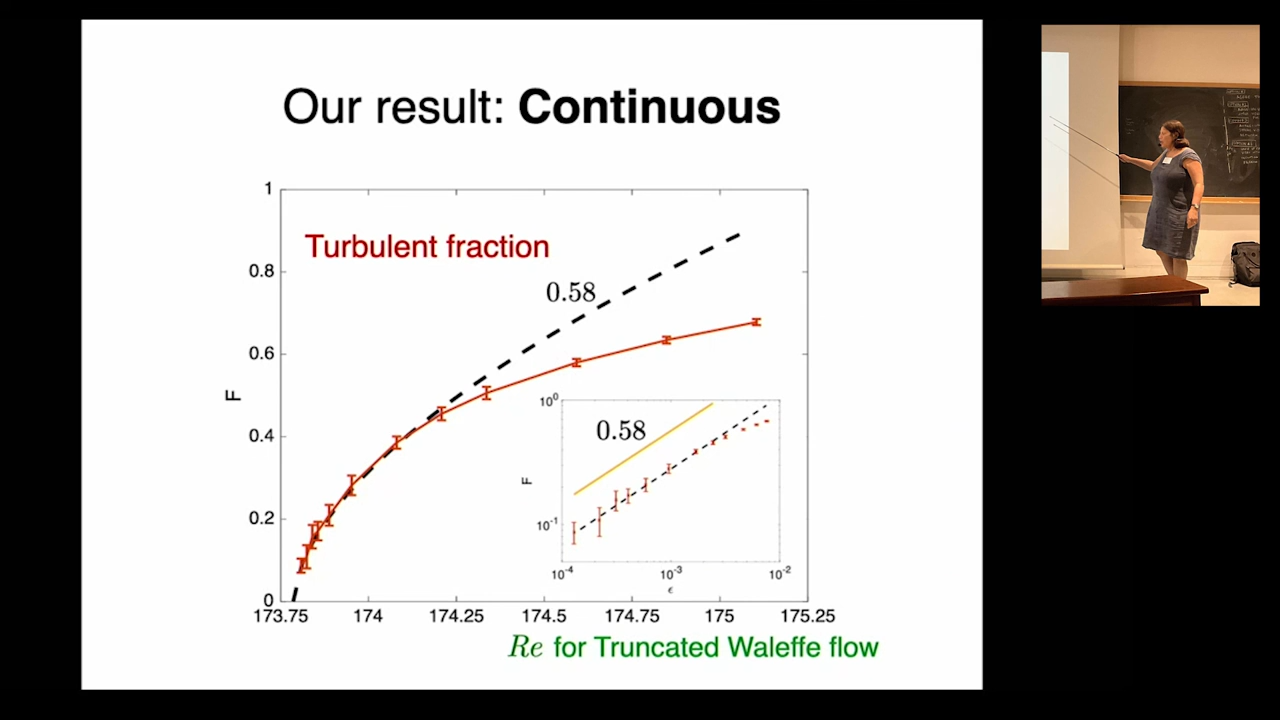 Our result: Continuous
1
Turbulent fraction
0.8
0.58
0.6
F
0.4
0.2
0
173.75 174 174.25 174.5 174.75 175 175.25
10^0
0.58
F
10^-1
10^-4 10^-3 10^-2
ϵ
Re for Truncated Waleffe flow